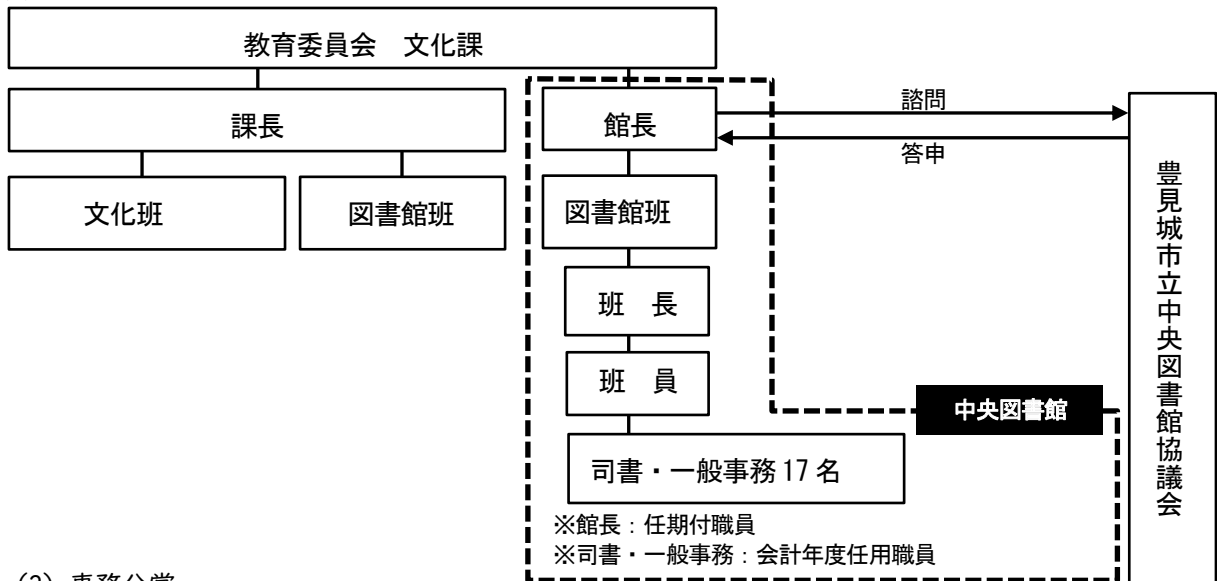 教育委員会　文化課
課長
館長
諮問
答申
文化班
図書館班
図書館班
班　長
班　員
司書・一般事務 17 名
※館長：任期付職員
※司書・一般事務：会計年度任用職員
中央図書館
豊見城市立中央図書館協議会